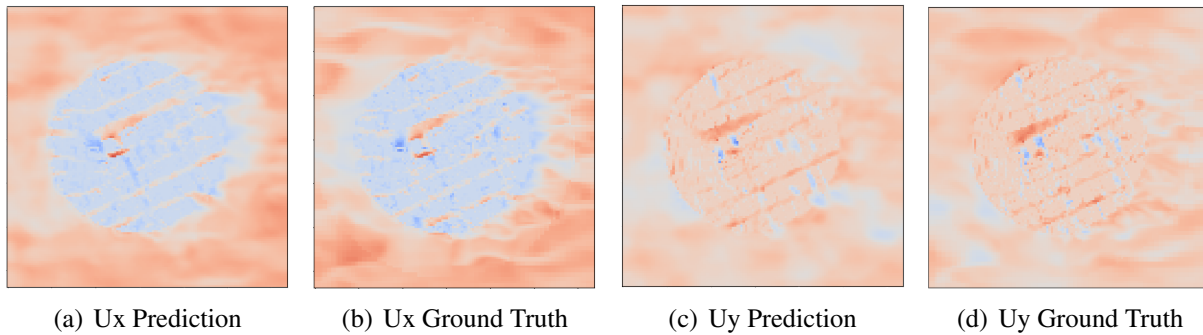 (a) Ux Prediction
(b) Ux Ground Truth
(c) Uy Prediction
(d) Uy Ground Truth